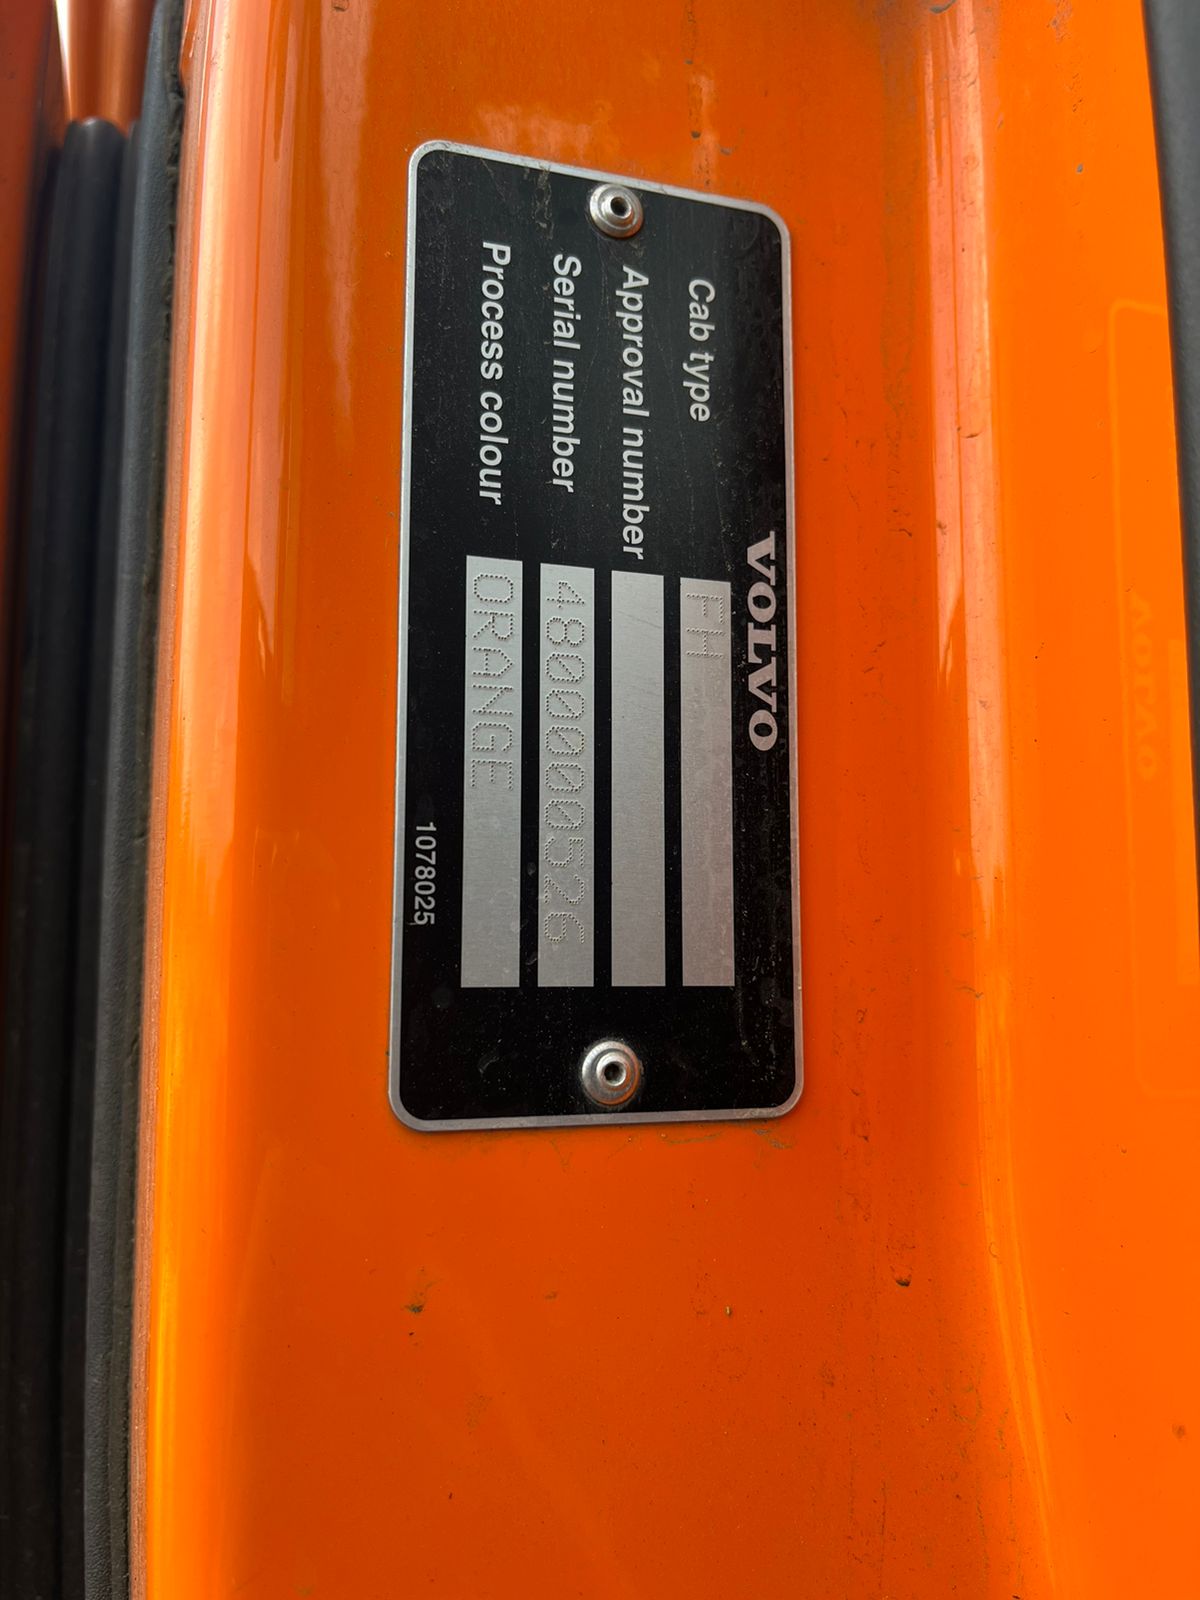 VOLVO
Cab type FH
Approval number
Serial number 4800000526
Process colour ORANGE
1078025